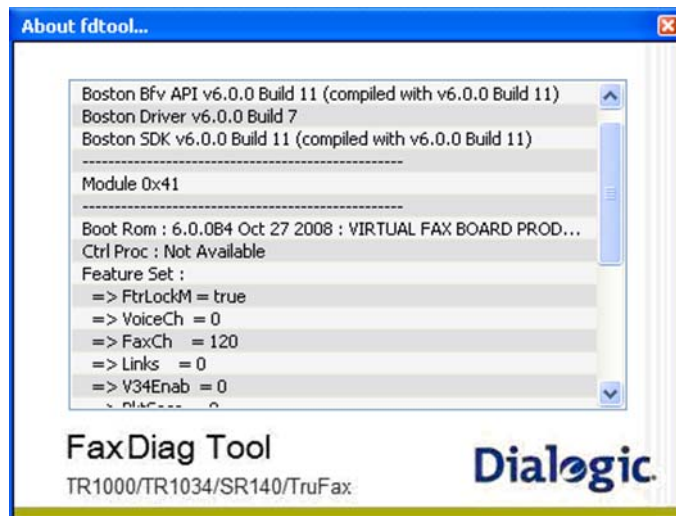 About fdtool...
Boston Bfv API v6.0.0 Build 11 (compiled with v6.0.0 Build 11)
Boston Driver v6.0.0 Build 7
Boston SDK v6.0.0 Build 11 (compiled with v6.0.0 Build 11)
--------------------------------------------------
Module 0x41
--------------------------------------------------
Boot Rom : 6.0.0B4 Oct 27 2008 : VIRTUAL FAX BOARD PROD...
Ctrl Proc : Not Available
Feature Set :
=> FtrLockM = true
=> VoiceCh = 0
=> FaxCh = 120
=> Links = 0
=> V34Enab = 0
FaxDiag Tool
TR1000/TR1034/SR140/TruFax
Dialogic.